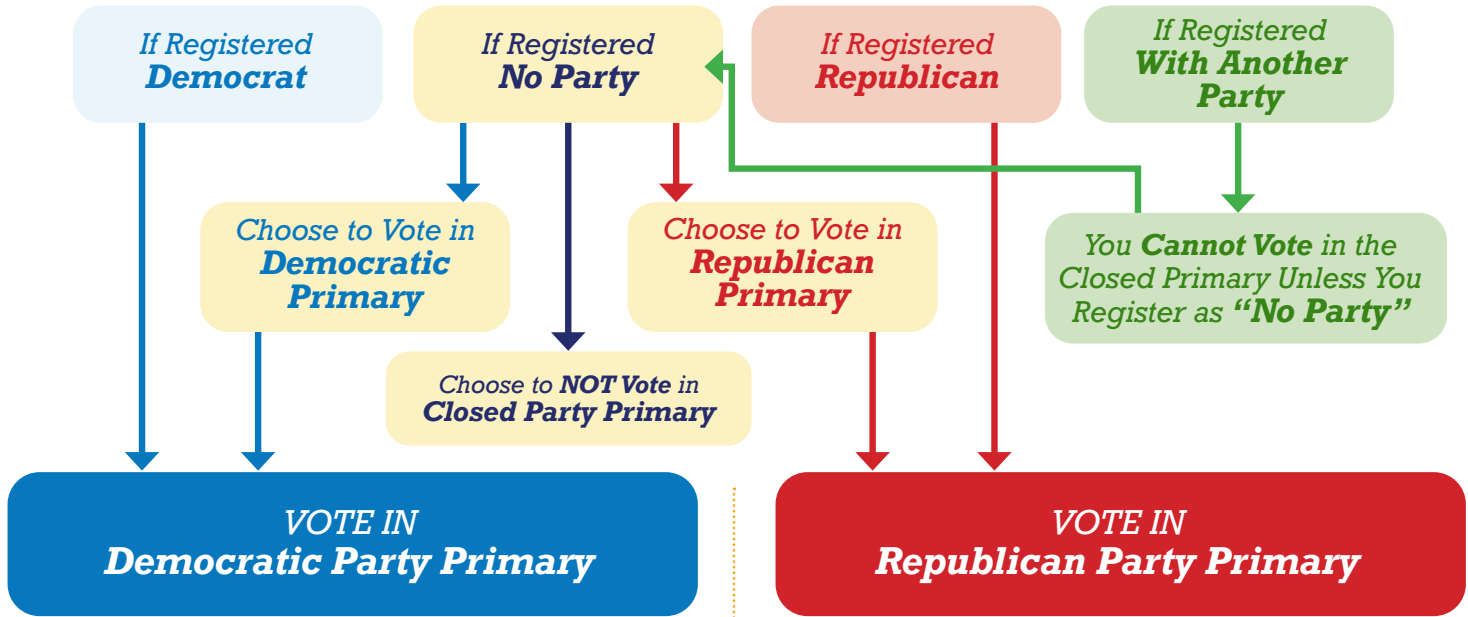 If Registered
Democrat
If Registered
No Party
If Registered
Republican
If Registered
With Another
Party
Choose to Vote in
Democratic
Primary
Choose to Vote in
Republican
Primary
You Cannot Vote in the
Closed Primary Unless You
Register as “No Party”
Choose to NOT Vote in
Closed Party Primary
VOTE IN
Democratic Party Primary
VOTE IN
Republican Party Primary